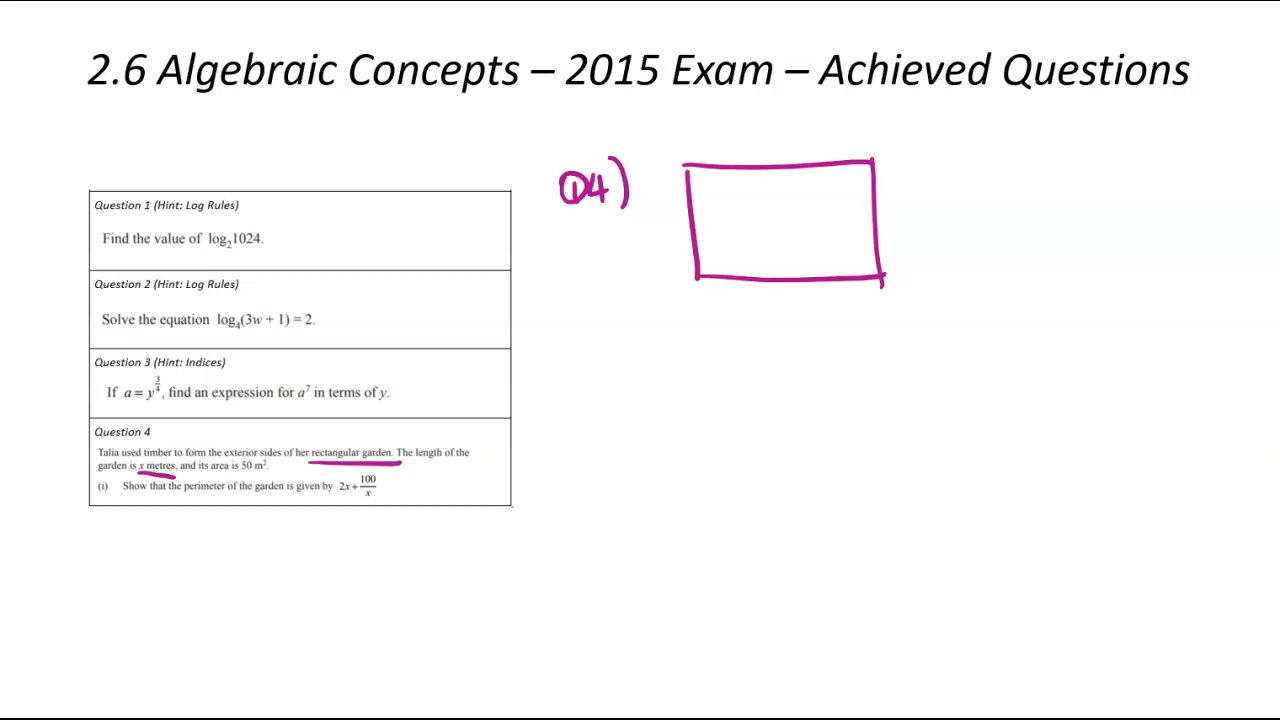 2.6 Algebraic Concepts – 2015 Exam – Achieved Questions
Question 1 (Hint: Log Rules)
Find the value of log₂1024.
Question 2 (Hint: Log Rules)
Solve the equation log₄(3w + 1) = 2.
Question 3 (Hint: Indices)
If a = y^(3/4), find an expression for a⁷ in terms of y.
Question 4
Talia used timber to form the exterior sides of her rectangular garden. The length of the
garden is x metres, and its area is 50 m².
(i) Show that the perimeter of the garden is given by 2x + 100/x
Q4)